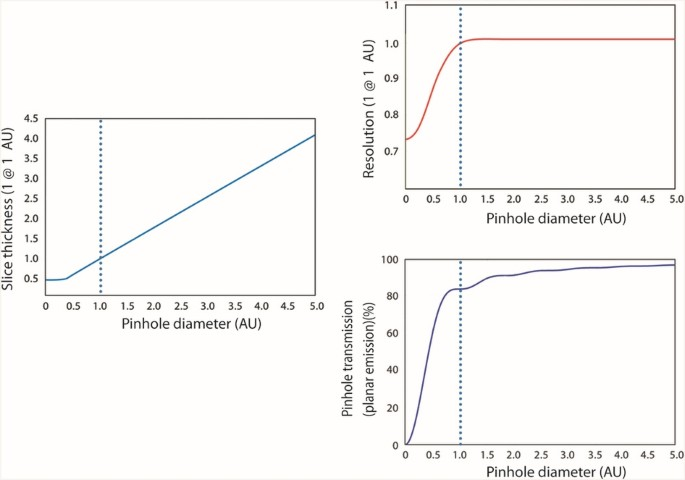 4.5
4.0
3.5
3.0
2.5
2.0
1.5
1.0
0.5
Slice thickness (1 @ 1 AU)
0.5 1.0 1.5 2.0 2.5 3.0 3.5 4.0 4.5 5.0
Pinhole diameter (AU)
1.1
1.0
0.9
0.8
0.7
Resolution (1 @ 1 AU)
0 0.5 1.0 1.5 2.0 2.5 3.0 3.5 4.0 4.5 5.0
Pinhole diameter (AU)
100
80
60
40
20
0
Pinhole transmission
(planar emission)(%)
0 0.5 1.0 1.5 2.0 2.5 3.0 3.5 4.0 4.5 5.0
Pinhole diameter (AU)